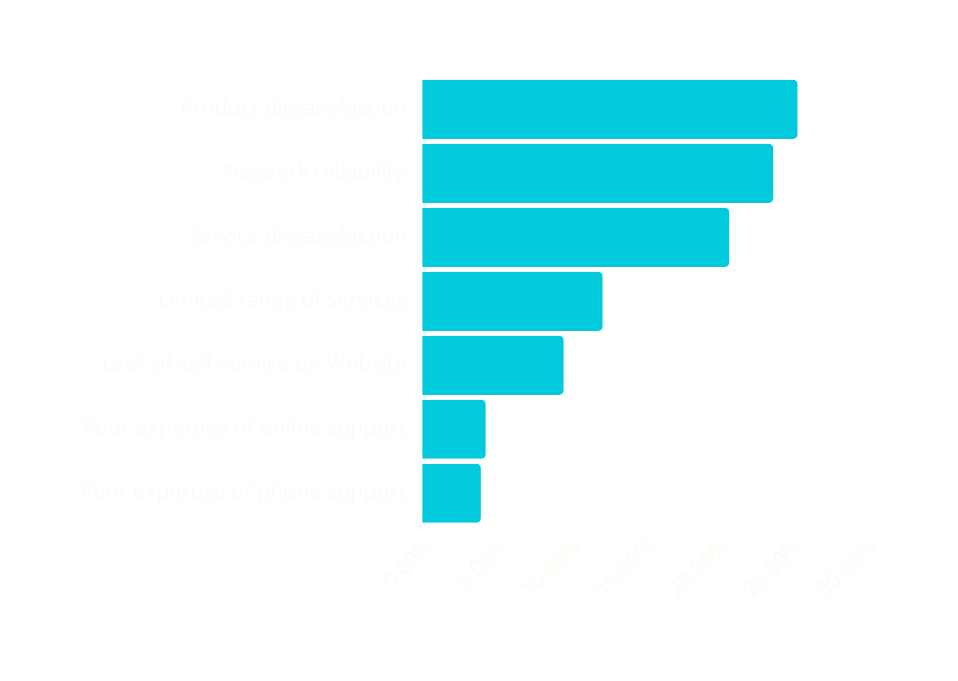 Product dissatisfaction
Network reliability
Service dissatisfaction
Limited range of services
Lack of self-service on Website
Poor expertise of online support
Poor expertise of phone support
0.00%
5.00%
10.00%
15.00%
20.00%
25.00%
30.00%